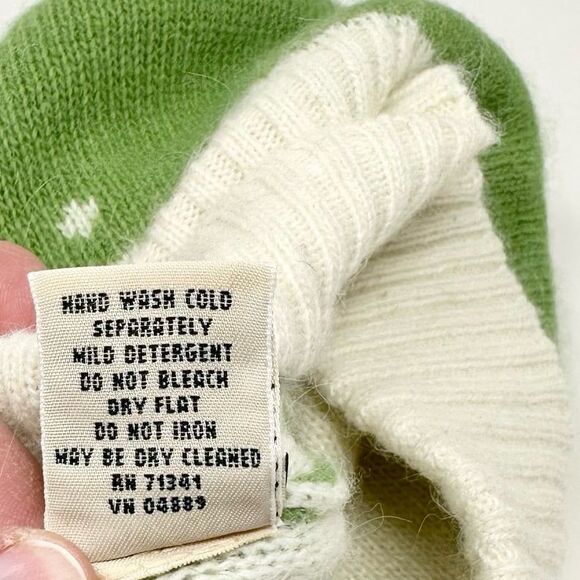 HAND WASH COLD
SEPARATELY
MILD DETERGENT
DO NOT BLEACH
DRY FLAT
DO NOT IRON
MAY BE DRY CLEANED
RN 71341
VN 04889